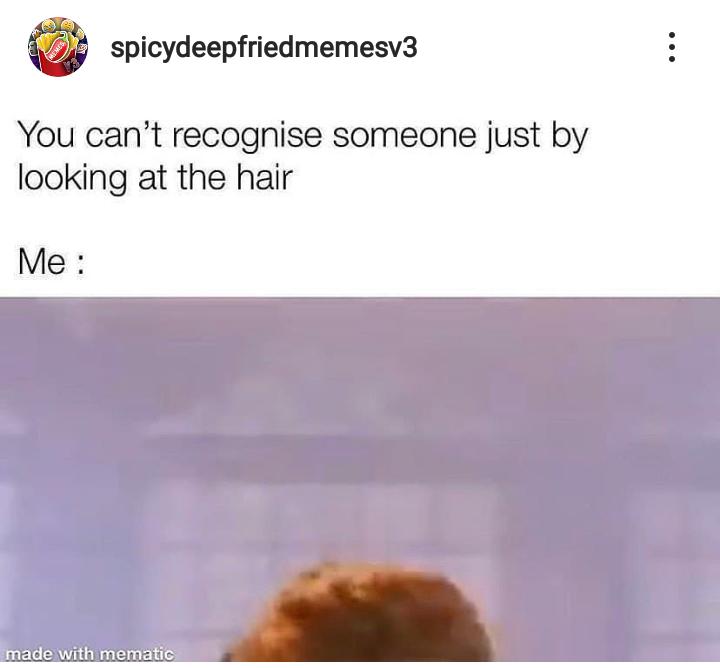 spicydeepfriedmemesv3
You can't recognise someone just by
looking at the hair
Me :
made with mematic